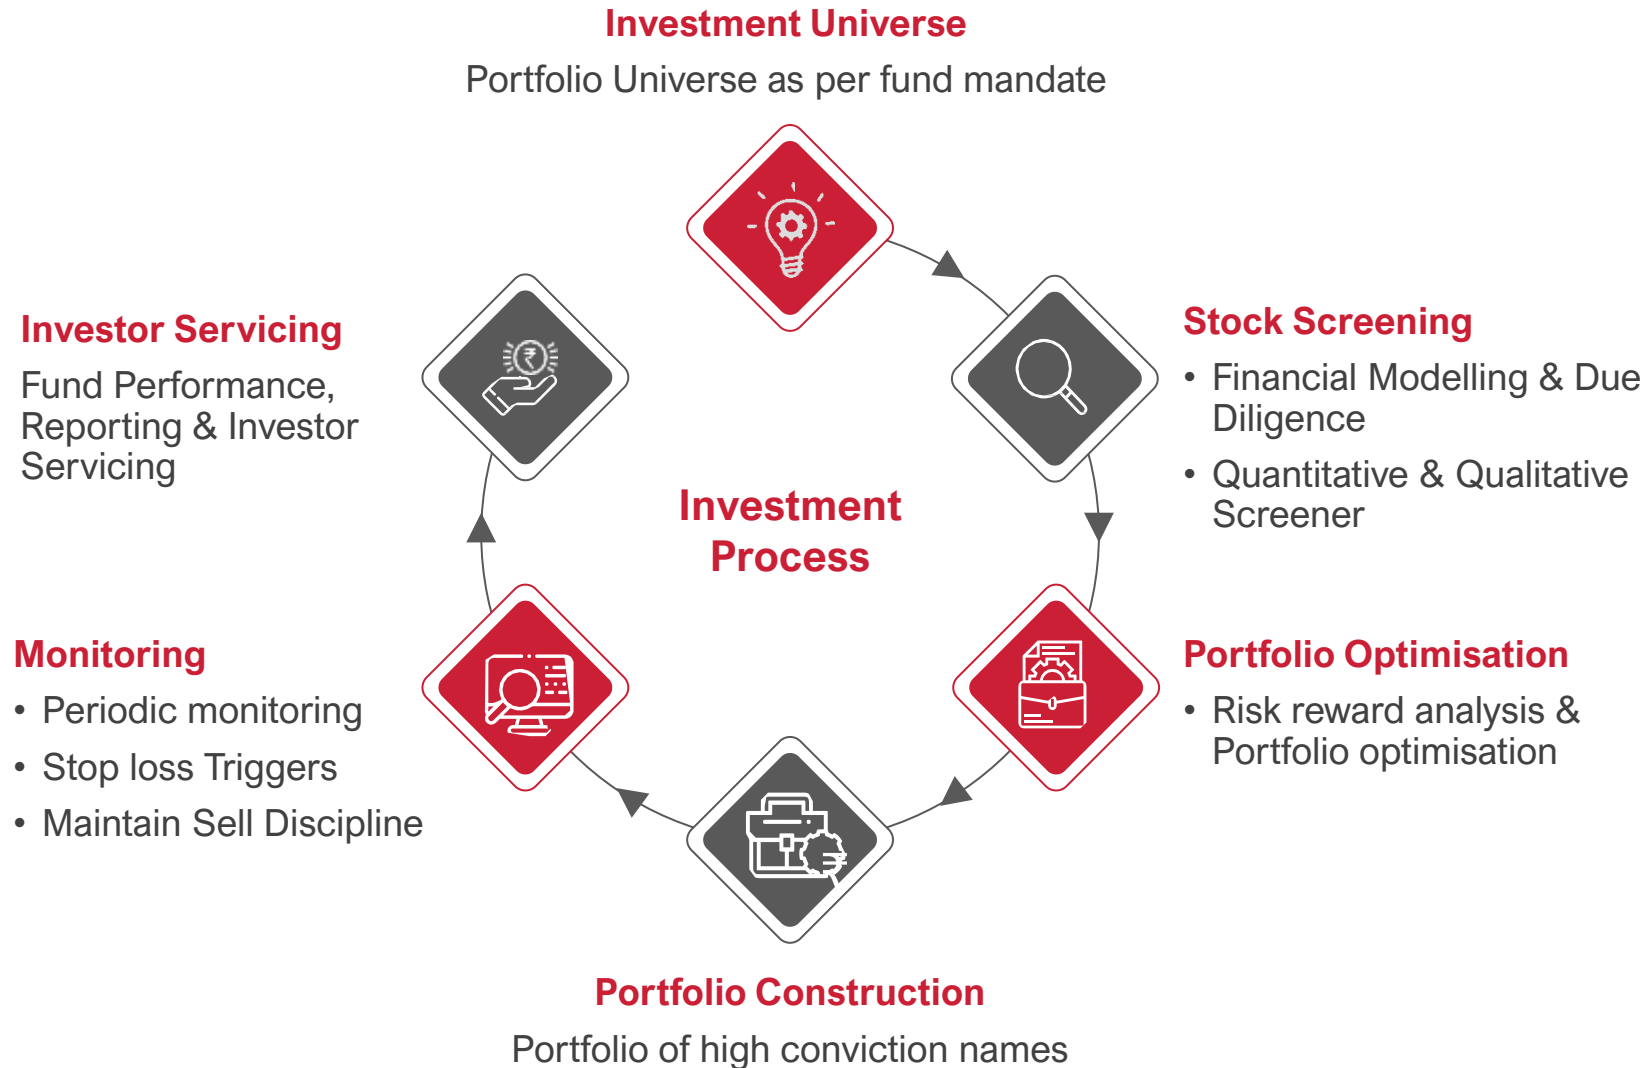 Investment Universe
Portfolio Universe as per fund mandate
Stock Screening
• Financial Modelling & Due
Diligence
• Quantitative & Qualitative
Screener
Portfolio Optimisation
• Risk reward analysis &
Portfolio optimisation
Portfolio Construction
Portfolio of high conviction names
Monitoring
• Periodic monitoring
• Stop loss Triggers
• Maintain Sell Discipline
Investor Servicing
Fund Performance,
Reporting & Investor
Servicing
₹
Investment
Process
₹